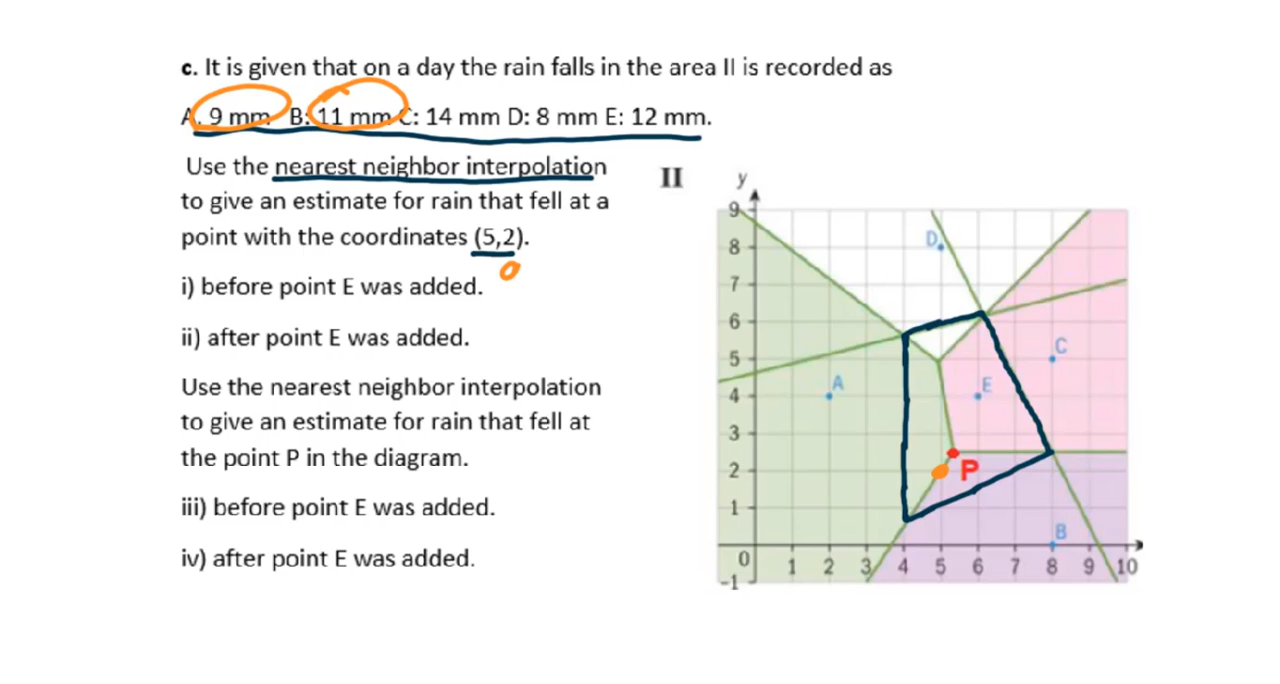 c. It is given that on a day the rain falls in the area II is recorded as
A. 9 mm B: 11 mm C: 14 mm D: 8 mm E: 12 mm.
Use the nearest neighbor interpolation
to give an estimate for rain that fell at a
point with the coordinates (5,2).
i) before point E was added.
ii) after point E was added.
Use the nearest neighbor interpolation
to give an estimate for rain that fell at
the point P in the diagram.
iii) before point E was added.
iv) after point E was added.
II
y
9
8
D
7
6
5
C
4
A
E
3
2
P
1
B
0 1 2 3 4 5 6 7 8 9 10
-1